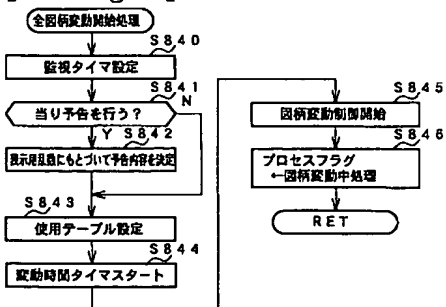 全図柄変動開始処理
S840
監視タイマ設定
S841
当り予告を行う?
N
Y
S842
表示用乱数にもとづいて予告内容を決定
S843
使用テーブル設定
S844
変動時間タイマスタート
S845
図柄変動制御開始
S846
プロセスフラグ
←図柄変動中処理
RET